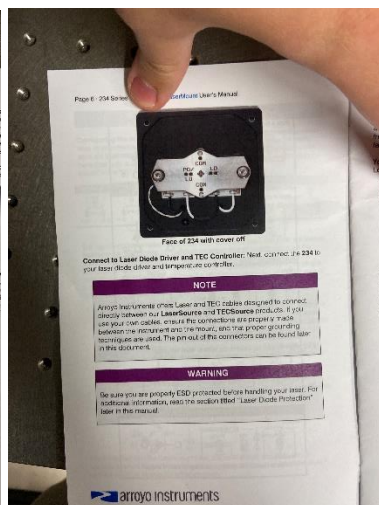 Page 6 - 234 Series LaserMount User's Manual
COM
PD/ LD
LD
COM
Face of 234 with cover off
Connect to Laser Diode Driver and TEC Controller: Next, connect the 234 to
your laser diode driver and temperature controller.
NOTE
Arroyo Instruments offers Laser and TEC cables designed to connect
directly between our LaserSource and TECSource products. If you
use your own cables, ensure the connections are properly made
between the instrument and the mount, and that proper grounding
techniques are used. The pin-out of the connectors can be found later
in this document.
WARNING
Be sure you are properly ESD protected before handling your laser. For
additional information, read the section titled "Laser Diode Protection"
later in this manual.
arroyo instruments